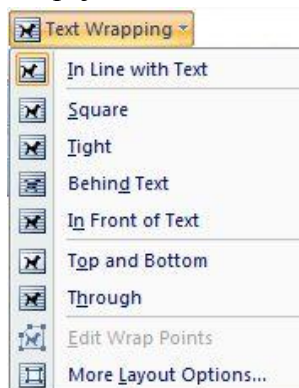 Text Wrapping
In Line with Text
Square
Tight
Behind Text
In Front of Text
Top and Bottom
Through
Edit Wrap Points
More Layout Options...